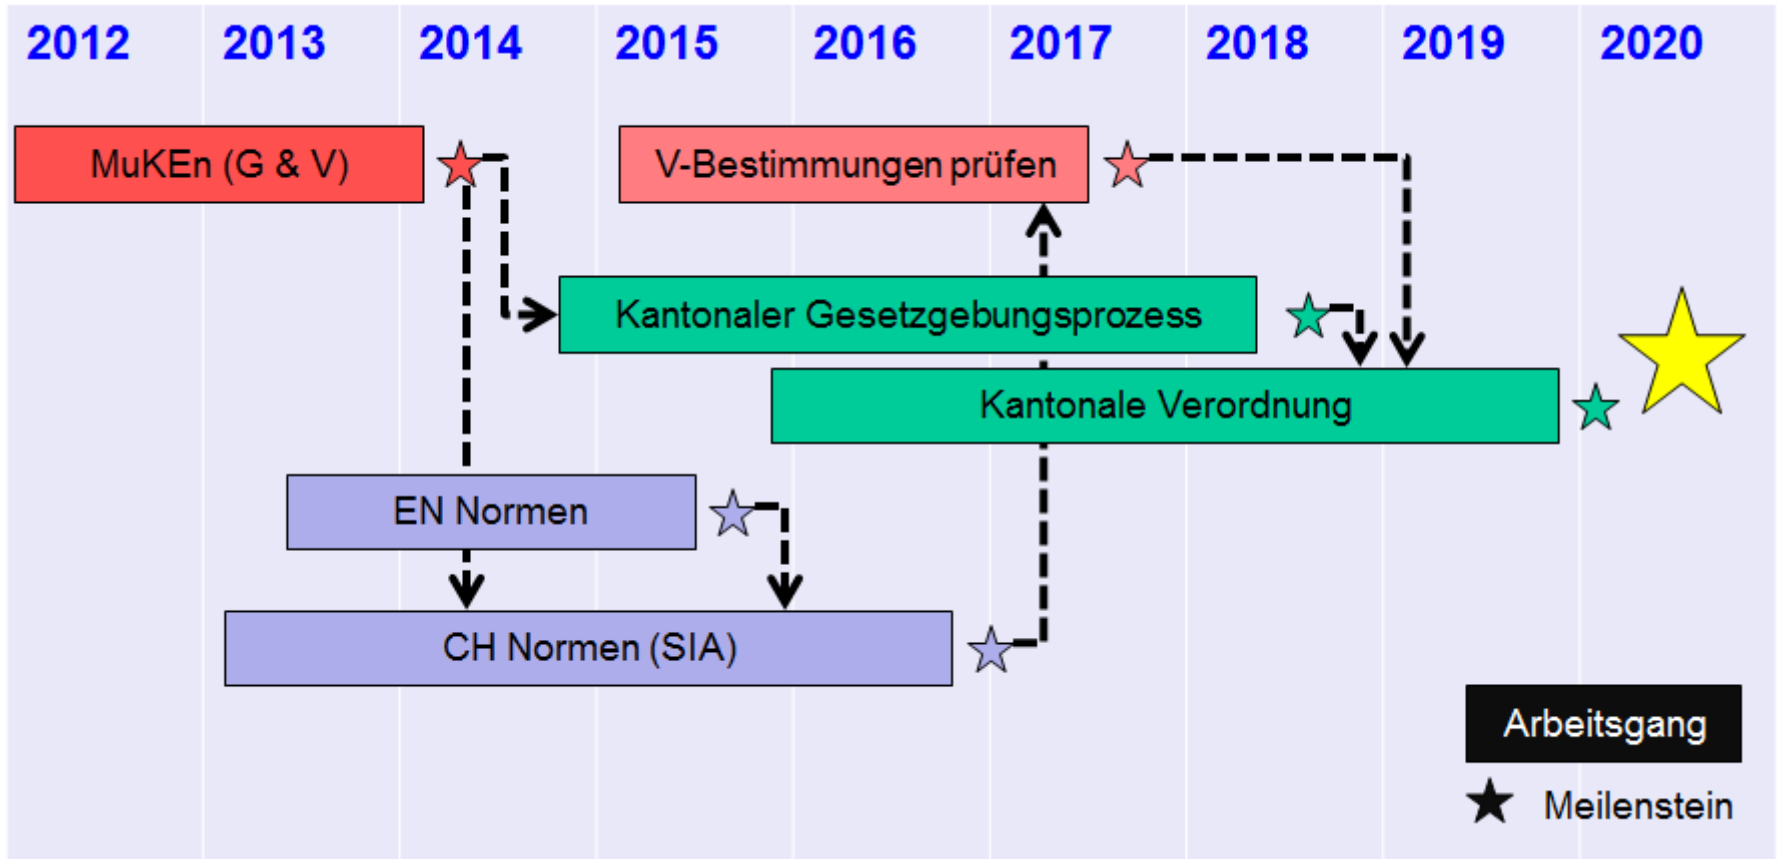 2012 2013 2014 2015 2016 2017 2018 2019 2020
MuKEn (G & V)
V-Bestimmungen prüfen
Kantonaler Gesetzgebungsprozess
Kantonale Verordnung
EN Normen
CH Normen (SIA)
Arbeitsgang
Meilenstein